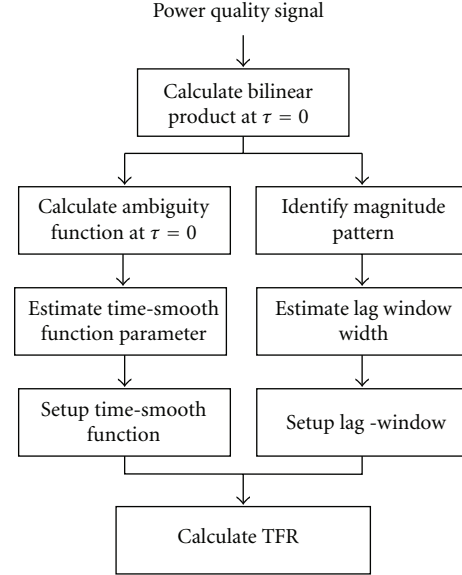 Power quality signal
Calculate bilinear
product at τ = 0
Calculate ambiguity
function at τ = 0
Identify magnitude
pattern
Estimate time-smooth
function parameter
Estimate lag window
width
Setup time-smooth
function
Setup lag -window
Calculate TFR